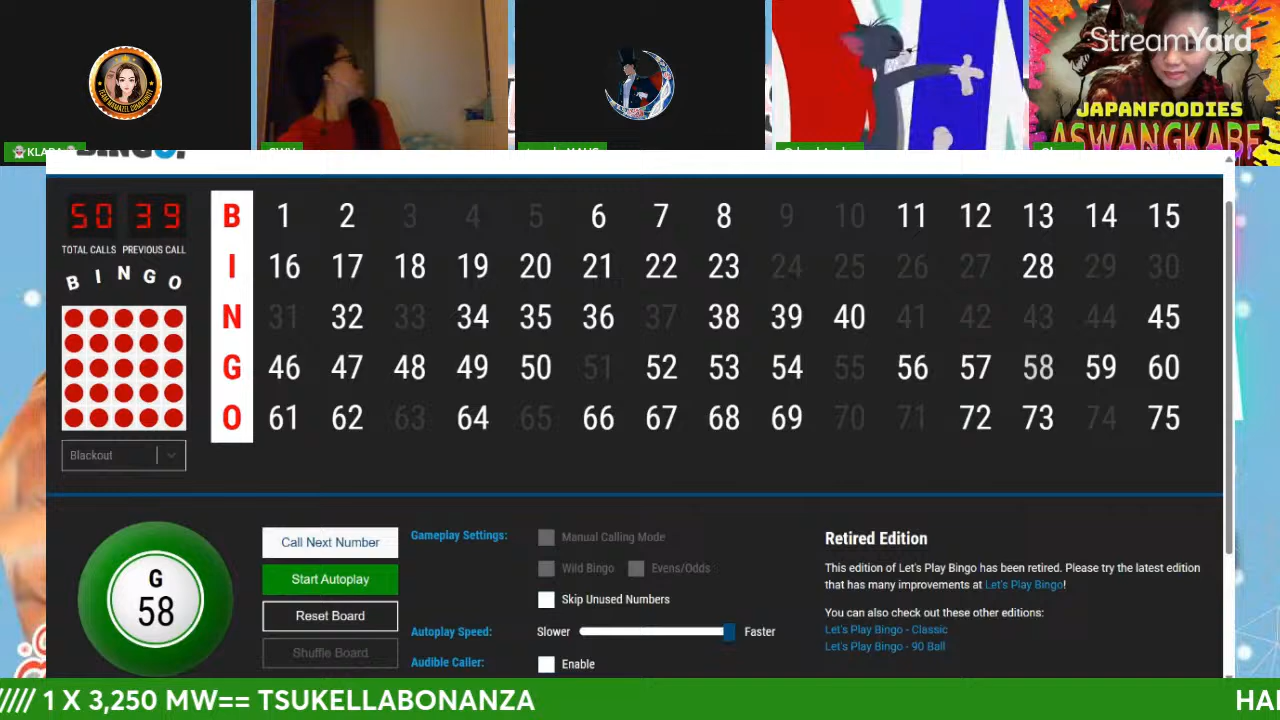 StreamYard
JAPANFOODIES
ASWANGKABE
BINGO!
50 39
TOTAL CALLS PREVIOUS CALL
B I N G O
Blackout
B 1 2 3 4 5 6 7 8 9 10 11 12 13 14 15
I 16 17 18 19 20 21 22 23 24 25 26 27 28 29 30
N 31 32 33 34 35 36 37 38 39 40 41 42 43 44 45
G 46 47 48 49 50 51 52 53 54 55 56 57 58 59 60
O 61 62 63 64 65 66 67 68 69 70 71 72 73 74 75
G
58
Call Next Number
Start Autoplay
Reset Board
Shuffle Board
Gameplay Settings:
Manual Calling Mode
Wild Bingo Evens/Odds
Skip Unused Numbers
Autoplay Speed: Slower Faster
Audible Caller: Enable
Retired Edition
This edition of Let's Play Bingo has been retired. Please try the latest edition
that has many improvements at Let's Play Bingo!
You can also check out these other editions:
Let's Play Bingo - Classic
Let's Play Bingo - 90 Ball
///// 1 X 3,250 MW== TSUKELLABONANZA